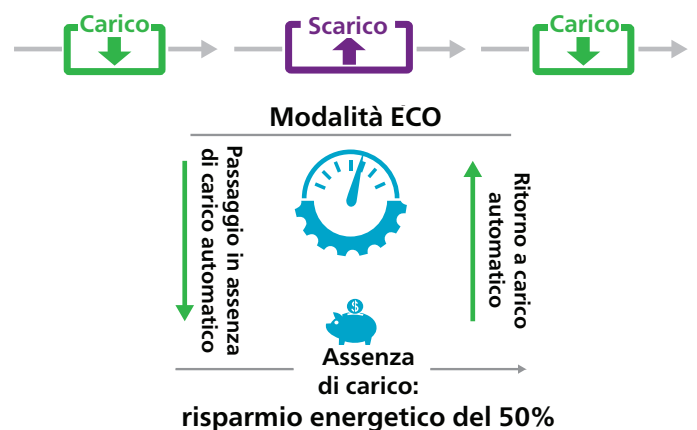 Carico
Scarico
Carico
Modalità ECO
Passaggio in assenza
di carico automatico
Ritorno a carico
automatico
$
Assenza
di carico:
risparmio energetico del 50%